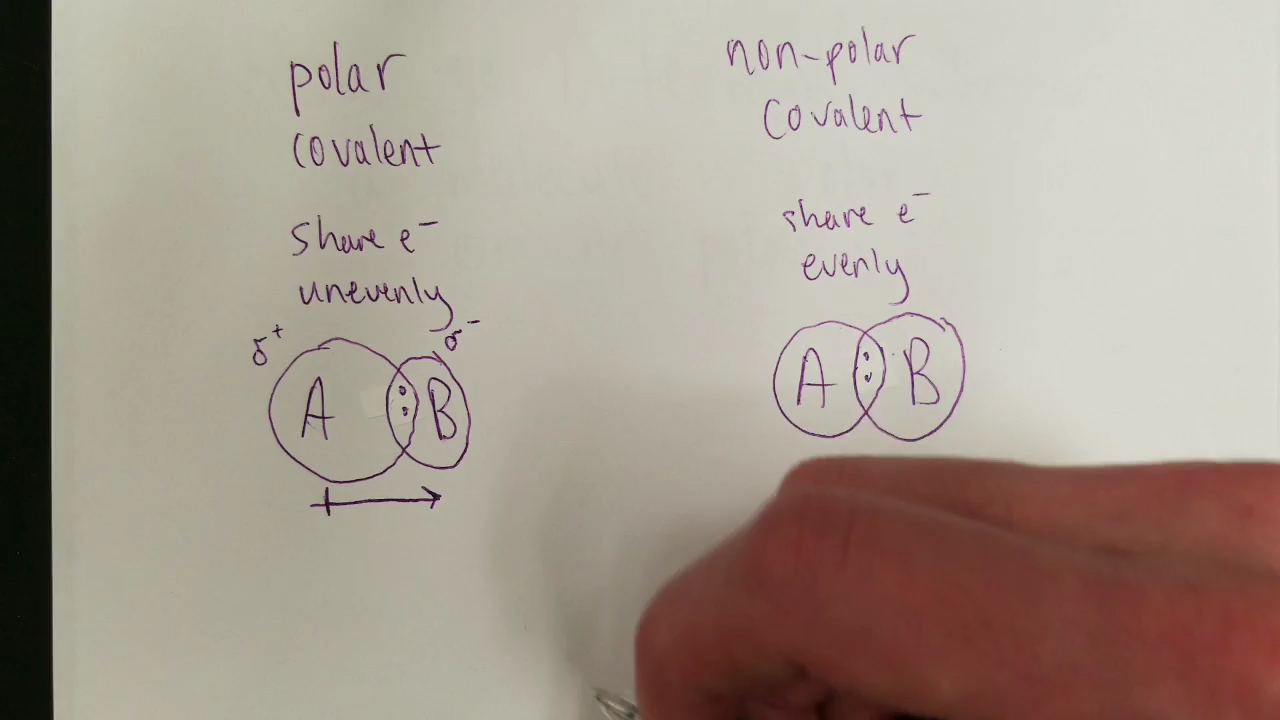 polar
covalent
share e⁻
unevenly
δ⁺ δ⁻
A : B
non-polar
covalent
share e⁻
evenly
A : B